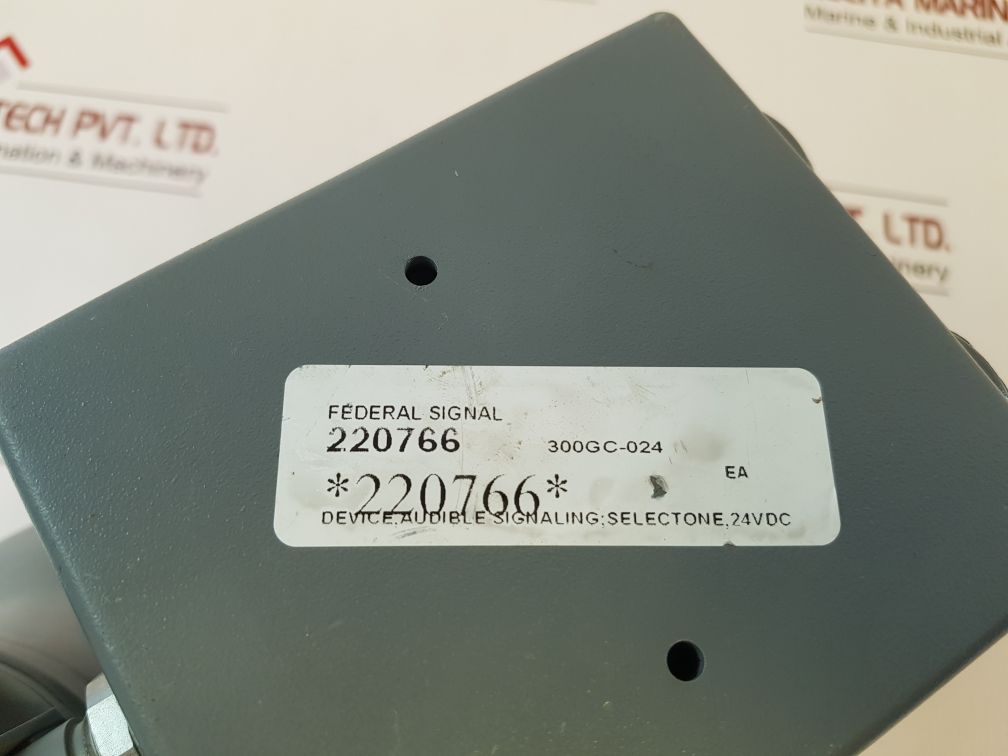 TECH PVT. LTD.
& Machinery
MARIN
Marine & Industrial
LTD.
FEDERAL SIGNAL
220766 300GC-024
EA
*220766*
DEVICE,AUDIBLE SIGNALING;SELECTONE,24VDC